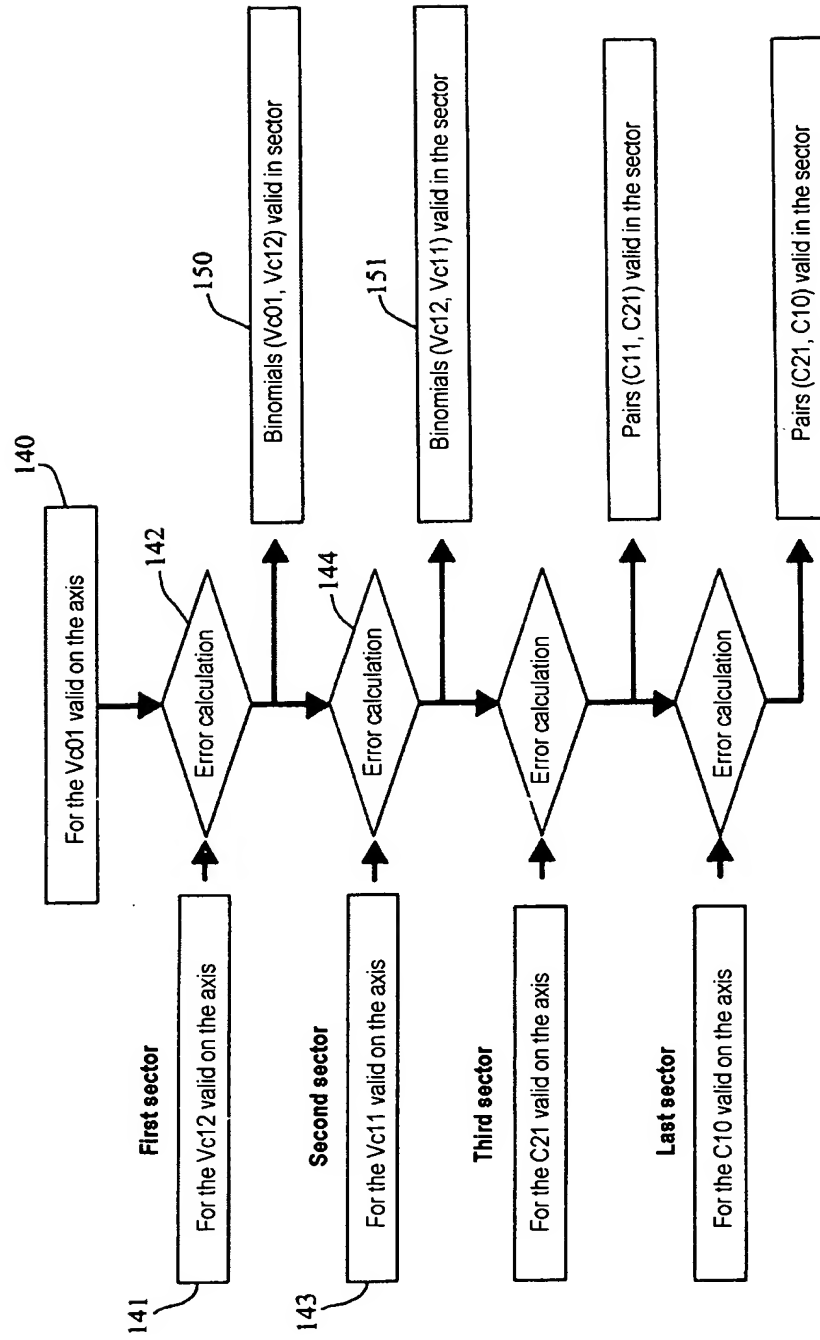 140
For the Vc01 valid on the axis
First sector
141
For the Vc12 valid on the axis
142
Error calculation
150
Binomials (Vc01, Vc12) valid in sector
Second sector
143
For the Vc11 valid on the axis
144
Error calculation
151
Binomials (Vc12, Vc11) valid in the sector
Third sector
For the C21 valid on the axis
Error calculation
Pairs (C11, C21) valid in the sector
Last sector
For the C10 valid on the axis
Error calculation
Pairs (C21, C10) valid in the sector